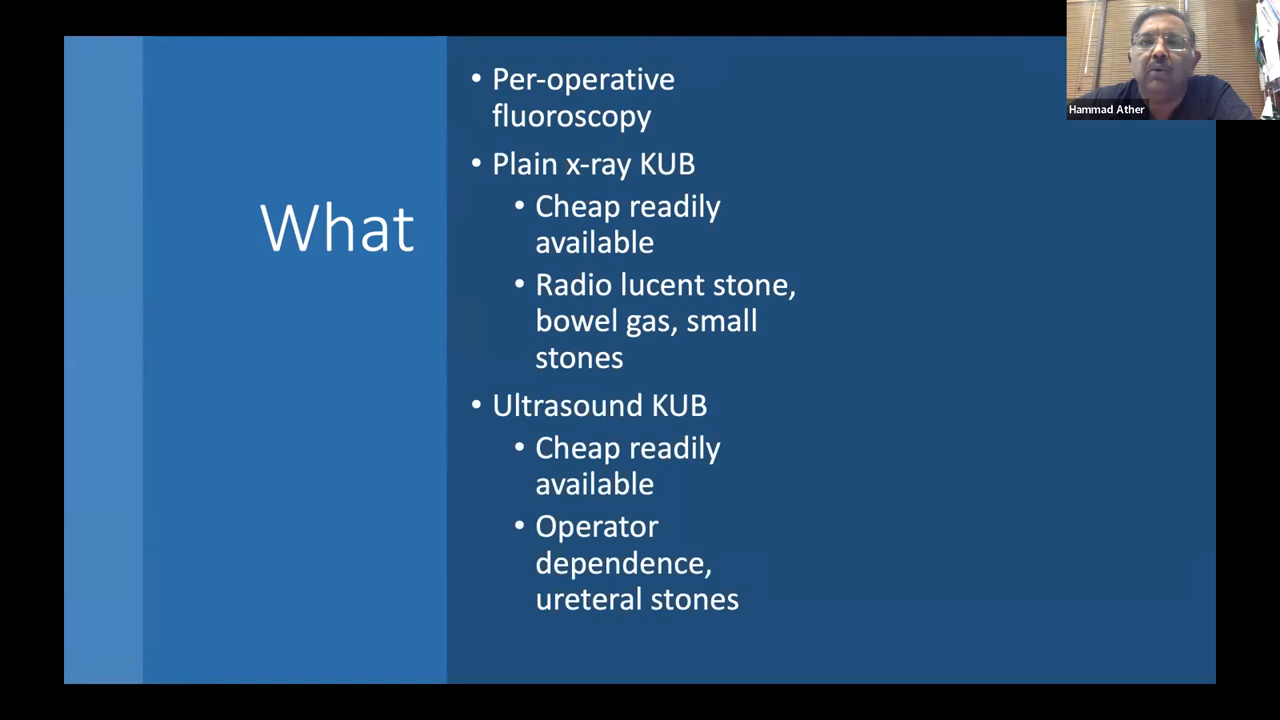 What
• Per-operative
fluoroscopy
• Plain x-ray KUB
• Cheap readily
available
• Radio lucent stone,
bowel gas, small
stones
• Ultrasound KUB
• Cheap readily
available
• Operator
dependence,
ureteral stones
Hammad Ather